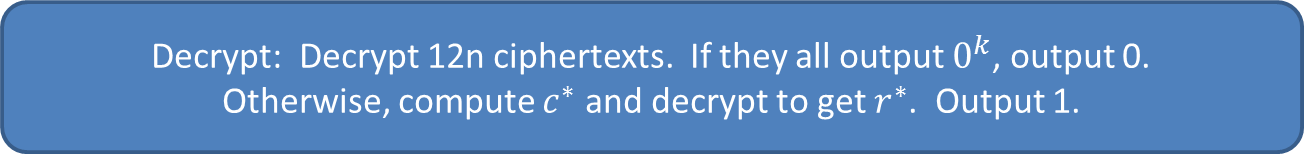 Decrypt:  Decrypt 12n ciphertexts.  If they all output 0^k, output 0.
Otherwise, compute c* and decrypt to get r*.  Output 1.